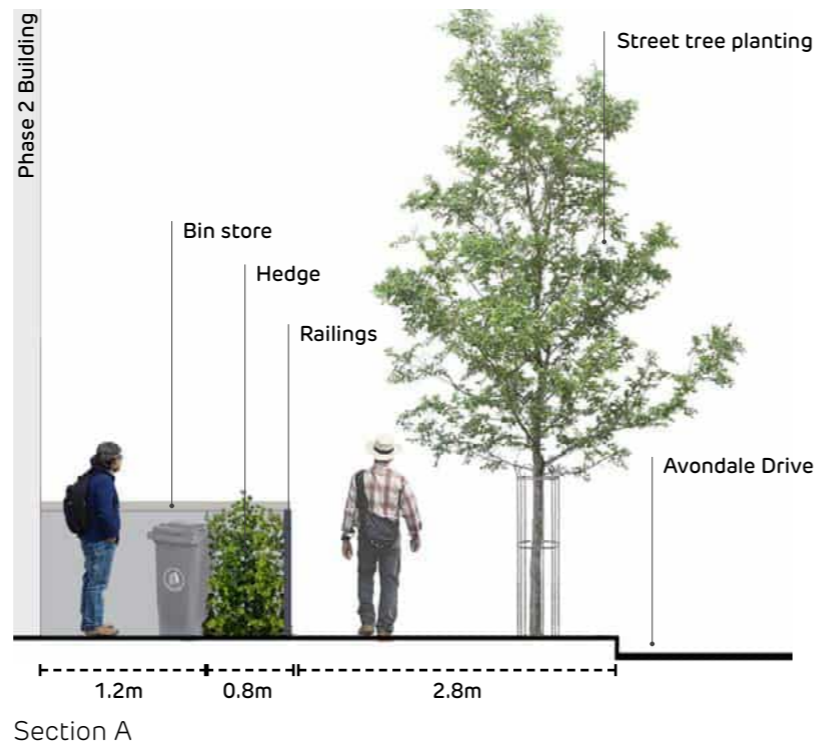 Phase 2 Building
Street tree planting
Bin store
Hedge
Railings
Avondale Drive
1.2m
0.8m
2.8m
Section A